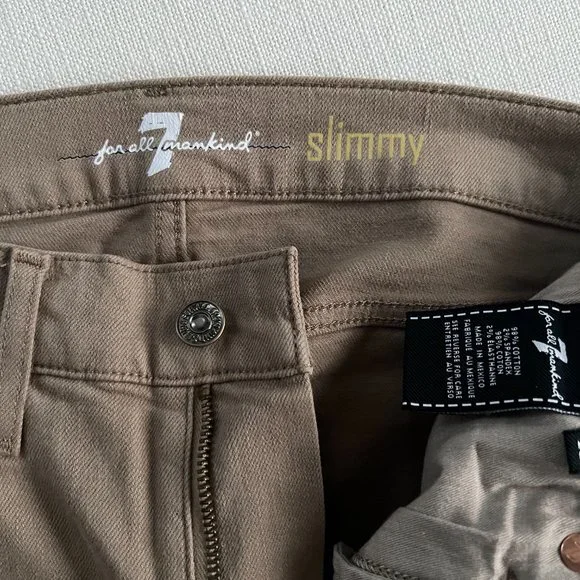 7
for all mankind®
slimmy
7
for all mankind
98% COTTON
2% SPANDEX
98% COTON
2% ÉLASTHANNE
MADE IN MEXICO
FABRIQUÉ AU MEXIQUE
SEE REVERSE FOR CARE
ENTRETIEN AU VERSO